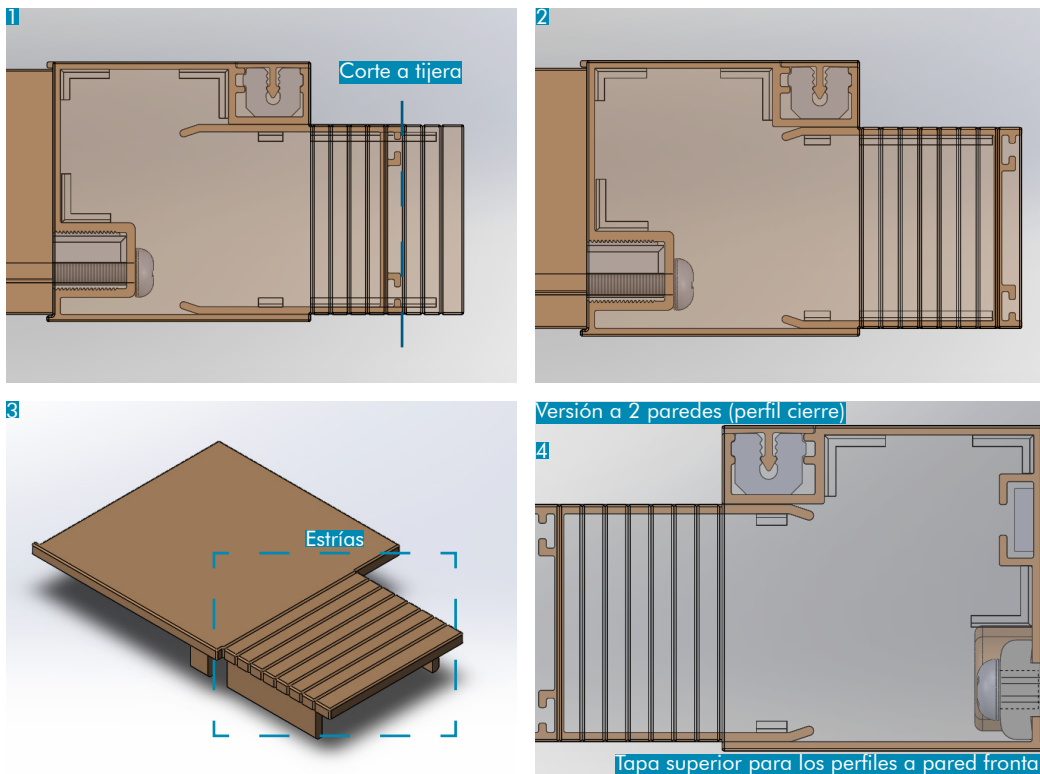 1
Corte a tijera
2
3
Estrías
Versión a 2 paredes (perfil cierre)
4
Tapa superior para los perfiles a pared fronta